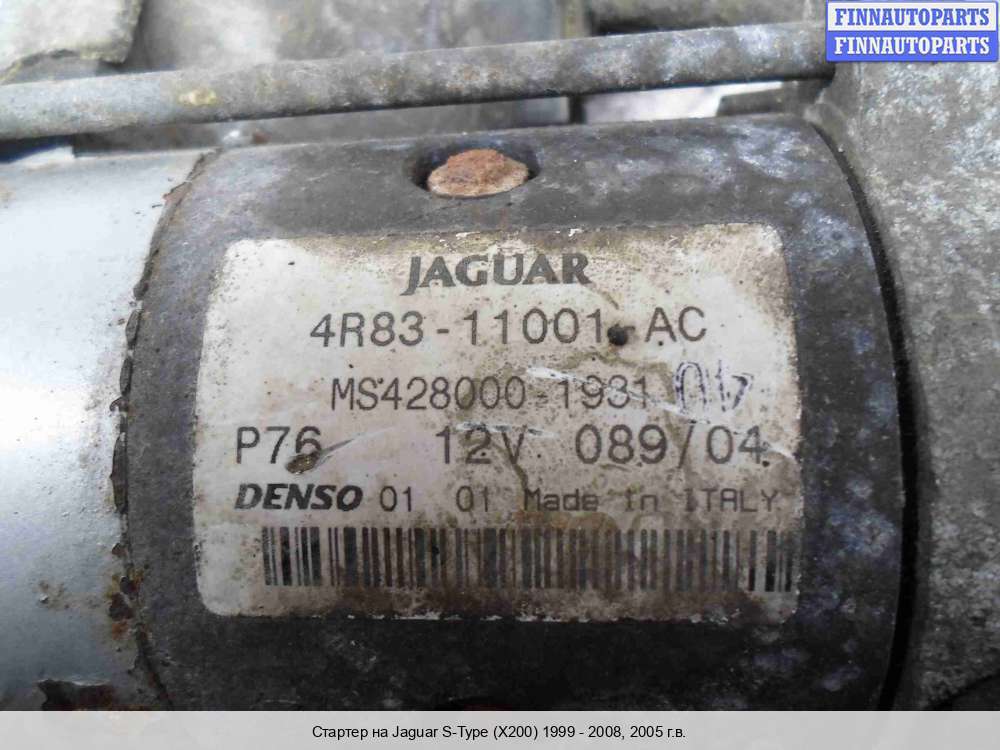 FINNAUTOPARTS
FINNAUTOPARTS
JAGUAR
4R83-11001-AC
MS428000-1931
P76 12V 089/04
DENSO 01 01 Made in ITALY
Стартер на Jaguar S-Type (X200) 1999 - 2008, 2005 г.в.